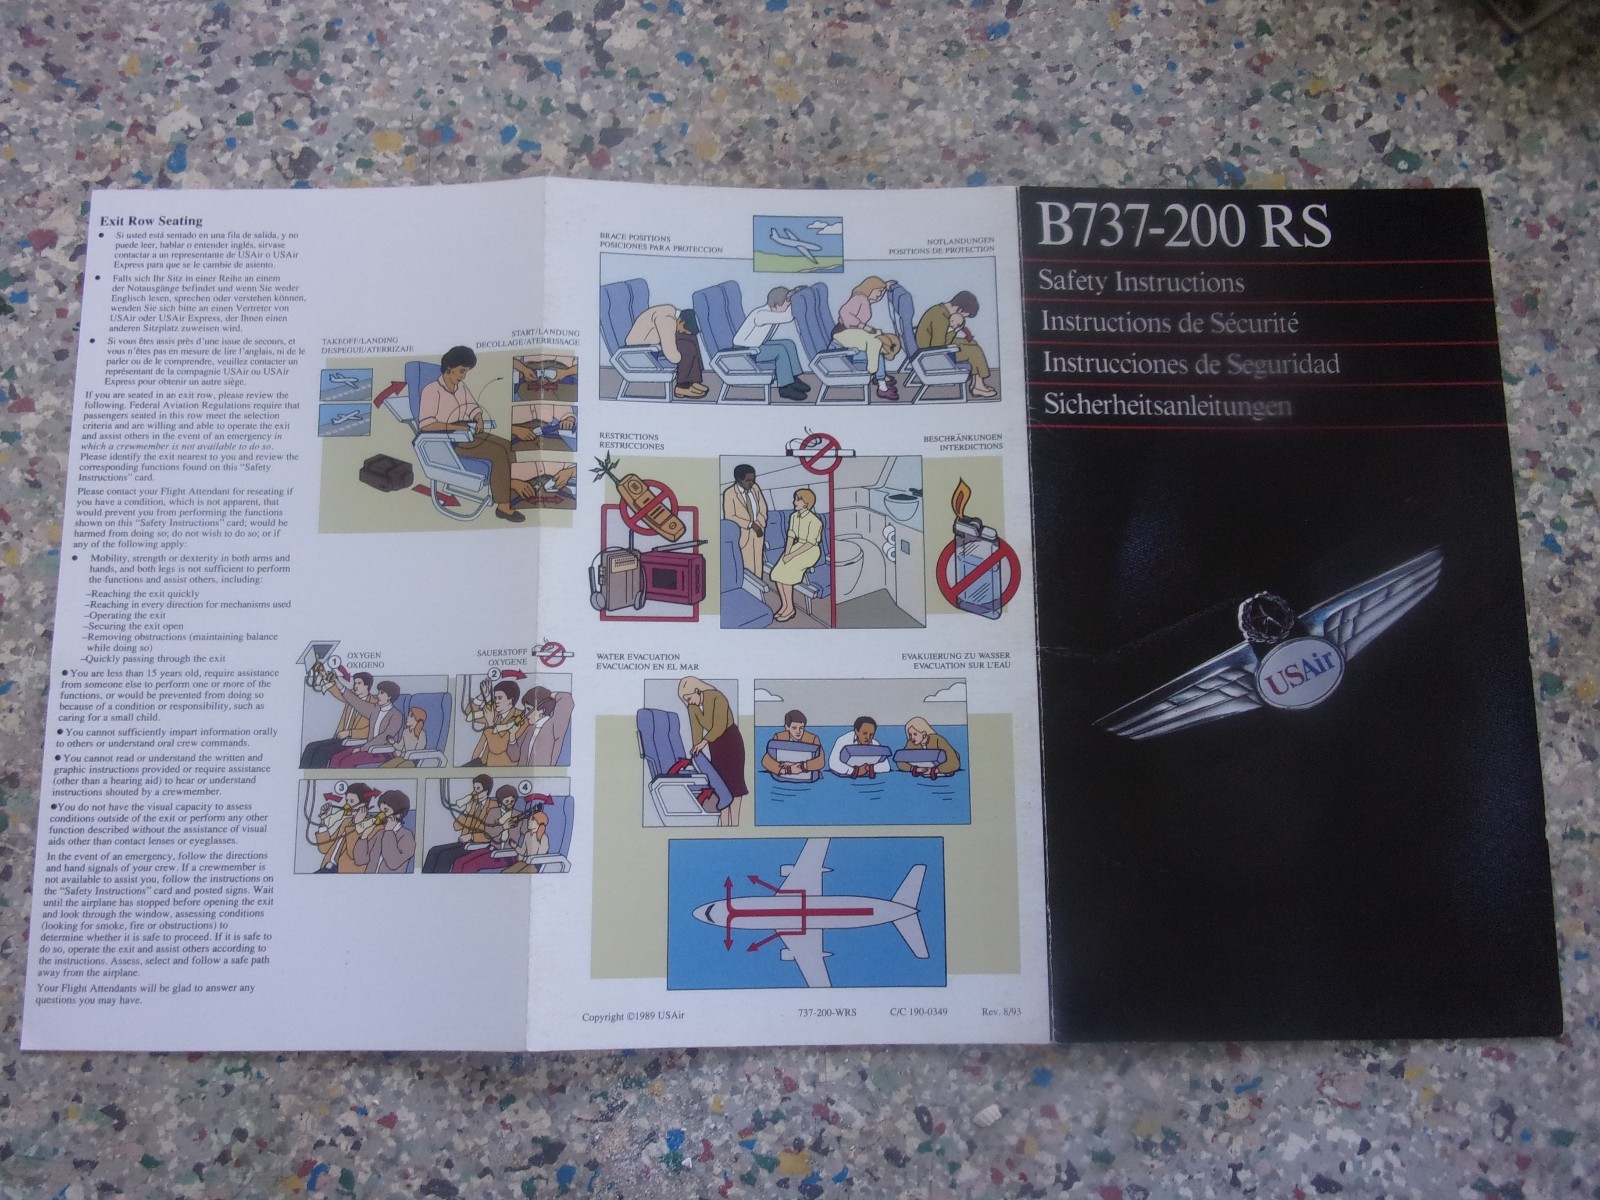 Exit Row Seating
● Si usted está sentado en una fila de salida, y no
puede leer, hablar o entender inglés, sirvase
contactar a un representante de USAir o USAir
Express para que se le cambie de asiento.
● Falls sich Ihr Sitz in einer Reihe an einem
der Notausgänge befindet und wenn Sie weder
Englisch lesen, sprechen oder verstehen können,
wenden Sie sich bitte an einen Vertreter von
USAir oder USAir Express, der Ihnen einen
anderen Sitzplatz zuweisen wird.
● Si vous êtes assis près d'une issue de secours, et
vous n'êtes pas en mesure de lire l'anglais, ni de le
parler ou de le comprendre, veuillez contacter un
représentant de la compagnie USAir ou USAir
Express pour obtenir un autre siège.
If you are seated in an exit row, please review the
following. Federal Aviation Regulations require that
passengers seated in this row meet the selection
criteria and are willing and able to operate the exit
and assist others in the event of an emergency in
which a crewmember is not available to do so.
Please identify the exit nearest to you and review the
corresponding functions found on this "Safety
Instructions" card.
Please contact your Flight Attendant for reseating if
you have a condition, which is not apparent, that
would prevent you from performing the functions
shown on this "Safety Instructions" card; would be
harmed from doing so; do not wish to do so; or if
any of the following apply:
● Mobility, strength or dexterity in both arms and
hands, and both legs is not sufficient to perform
the functions and assist others, including:
–Reaching the exit quickly
–Reaching in every direction for mechanisms used
–Operating the exit
–Securing the exit open
–Removing obstructions (maintaining balance
while doing so)
–Quickly passing through the exit
● You are less than 15 years old, require assistance
from someone else to perform one or more of the
functions, or would be prevented from doing so
because of a condition or responsibility, such as
caring for a small child.
● You cannot sufficiently impart information orally
to others or understand oral crew commands.
● You cannot read or understand the written and
graphic instructions provided or require assistance
(other than a hearing aid) to hear or understand
instructions shouted by a crewmember.
●You do not have the visual capacity to assess
conditions outside of the exit or perform any other
function described without the assistance of visual
aids other than contact lenses or eyeglasses.
In the event of an emergency, follow the directions
and hand signals of your crew. If a crewmember is
not available to assist you, follow the instructions on
the "Safety Instructions" card and posted signs. Wait
until the airplane has stopped before opening the exit
and look through the window, assessing conditions
(looking for smoke, fire or obstructions) to
determine whether it is safe to proceed. If it is safe to
do so, operate the exit and assist others according to
the instructions. Assess, select and follow a safe path
away from the airplane.
Your Flight Attendants will be glad to answer any
questions you may have.
TAKEOFF/LANDING
DESPEGUE/ATERRIZAJE
START/LANDUNG
DECOLLAGE/ATERRISSAGE
OXYGEN
OXIGENO
SAUERSTOFF
OXYGENE
1
2
3
4
BRACE POSITIONS
POSICIONES PARA PROTECCION
NOTLANDUNGEN
POSITIONS DE PROTECTION
RESTRICTIONS
RESTRICCIONES
BESCHRÄNKUNGEN
INTERDICTIONS
WATER EVACUATION
EVACUACION EN EL MAR
EVAKUIERUNG ZU WASSER
EVACUATION SUR L'EAU
Copyright ©1989 USAir
737-200-WRS
C/C 190-0349
Rev. 8/93
B737-200 RS
Safety Instructions
Instructions de Sécurité
Instrucciones de Seguridad
Sicherheitsanleitungen
USAir